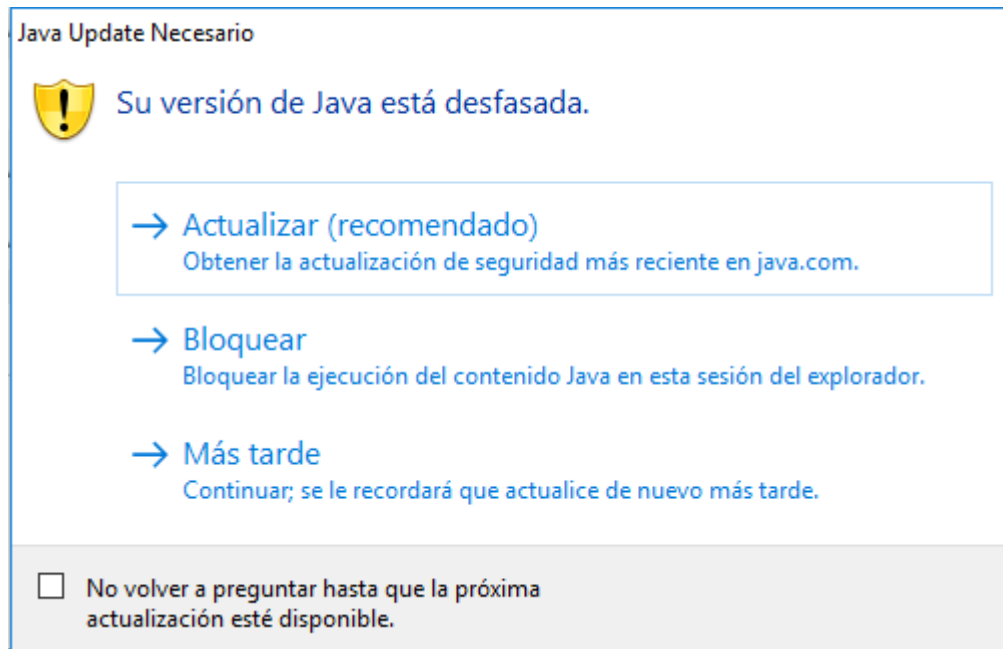 Java Update Necesario
Su versión de Java está desfasada.
Actualizar (recomendado)
Obtener la actualización de seguridad más reciente en java.com.
Bloquear
Bloquear la ejecución del contenido Java en esta sesión del explorador.
Más tarde
Continuar; se le recordará que actualice de nuevo más tarde.
No volver a preguntar hasta que la próxima
actualización esté disponible.